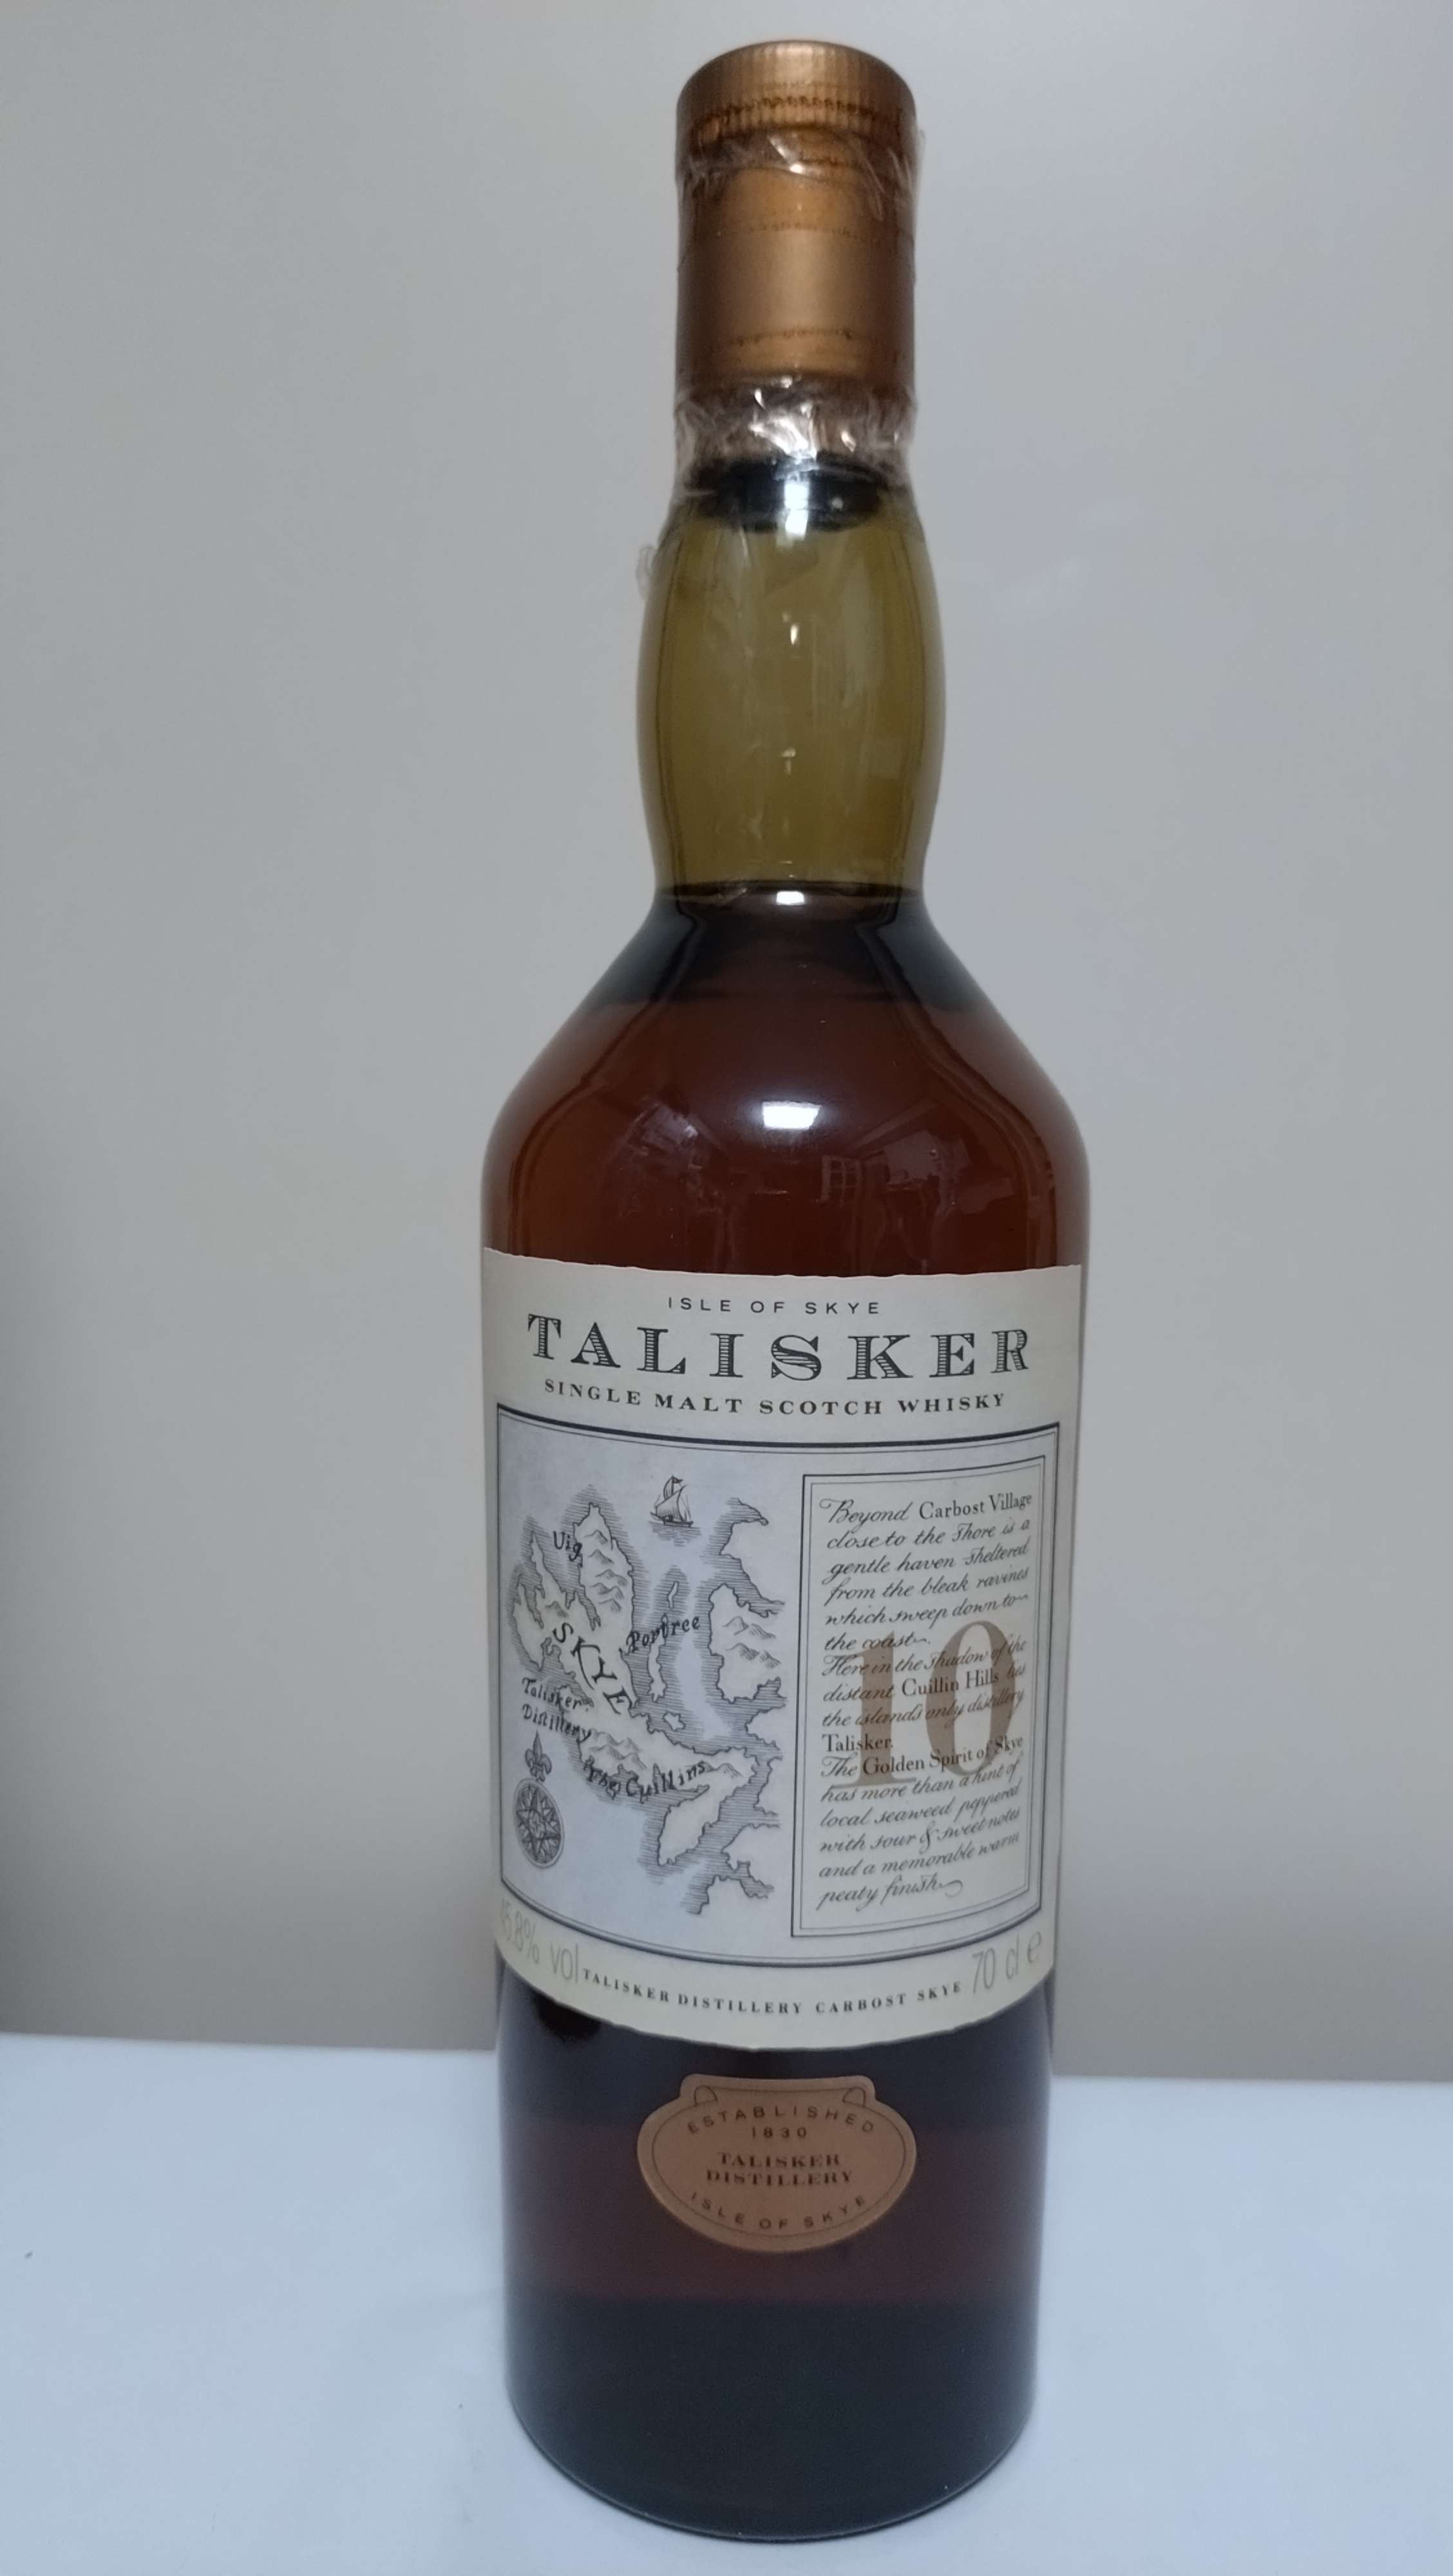 ISLE OF SKYE
TALISKER
SINGLE MALT SCOTCH WHISKY
Uig
SKYE
Portree
Talisker
Distillery
The Cuillins
Beyond Carbost Village
close to the shore is a
gentle haven sheltered
from the bleak ravines
which sweep down to
the coast.
Here in the shadow of the
distant Cuillin Hills lies
the islands only distillery
Talisker.
The Golden Spirit of Skye
has more than a hint of
local seaweed peppered
with sour & sweet notes
and a memorable warm
peaty finish
10
45.8% vol
TALISKER DISTILLERY CARBOST SKYE
70 cl e
ESTABLISHED
1830
TALISKER
DISTILLERY
ISLE OF SKYE